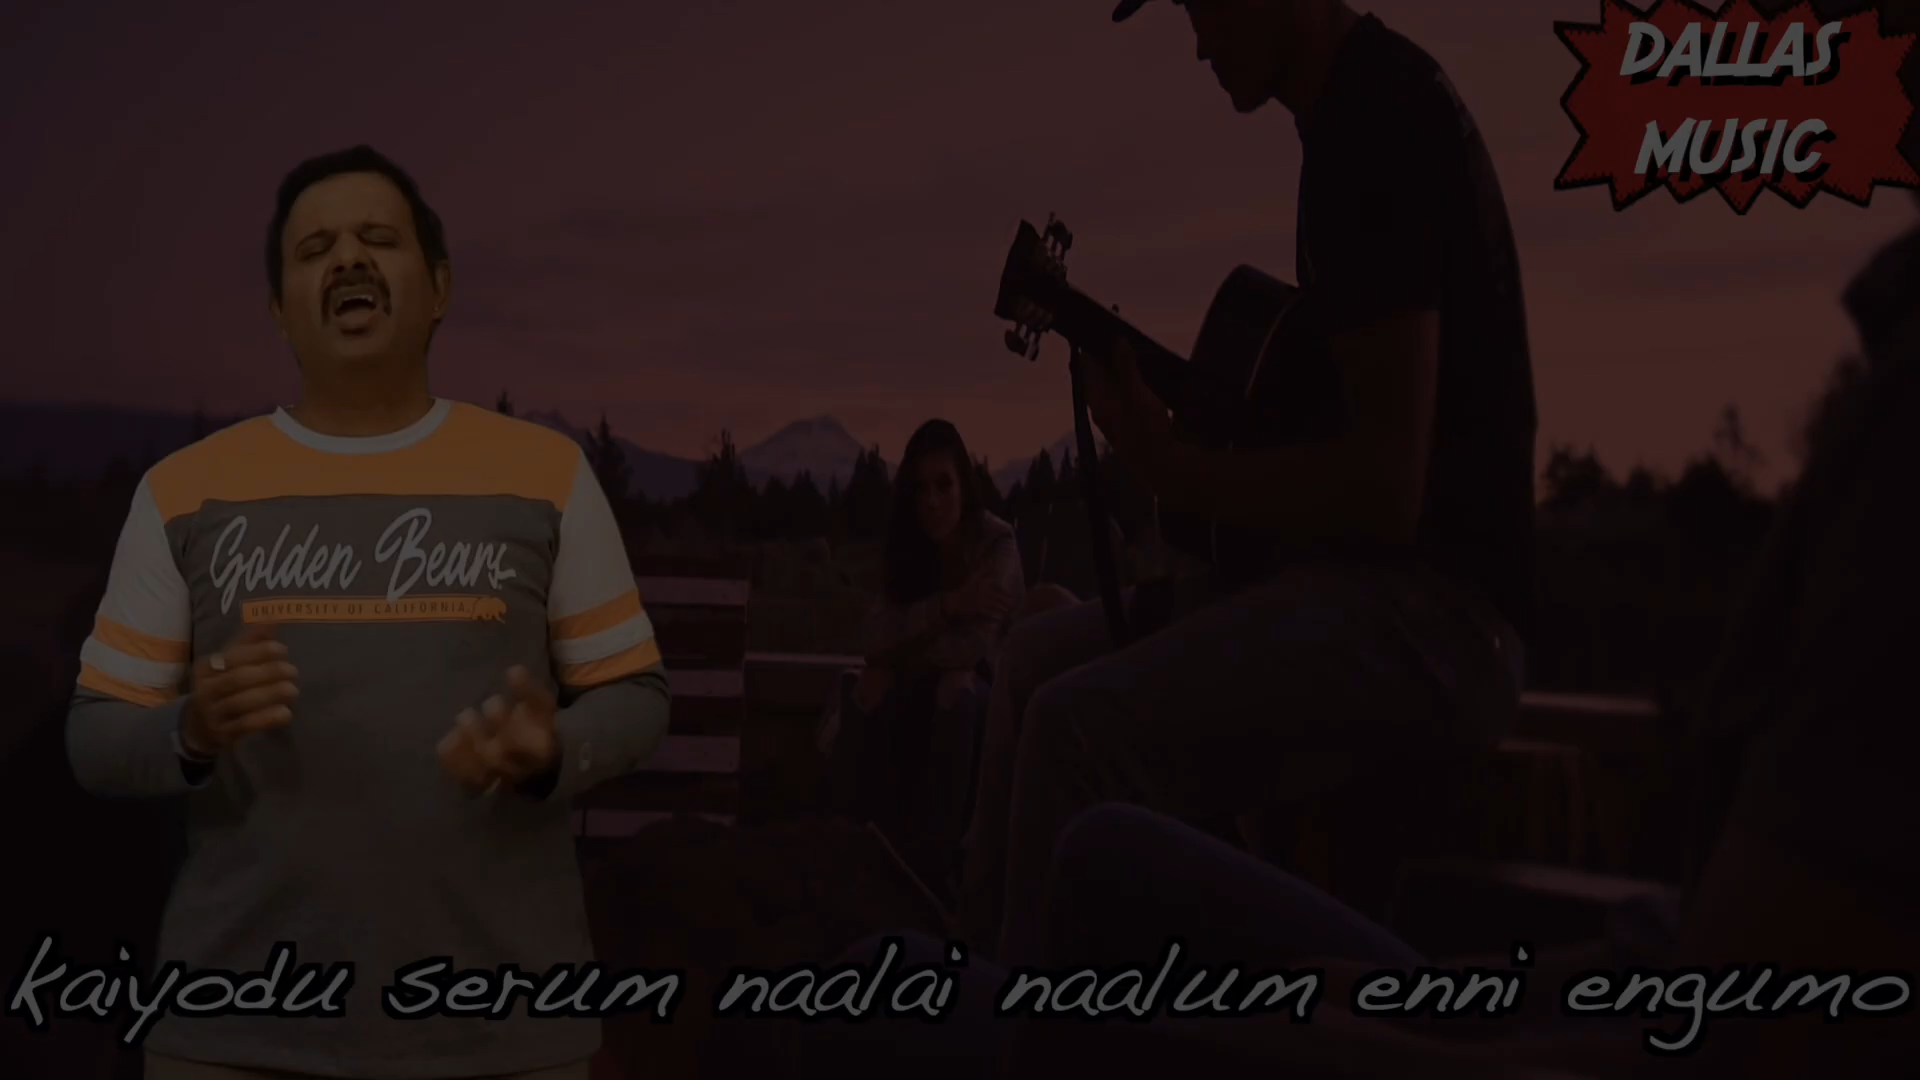 DALLAS
MUSIC
Golden Bears
UNIVERSITY OF CALIFORNIA
kaiyodu serum naalai naalum enni engumo